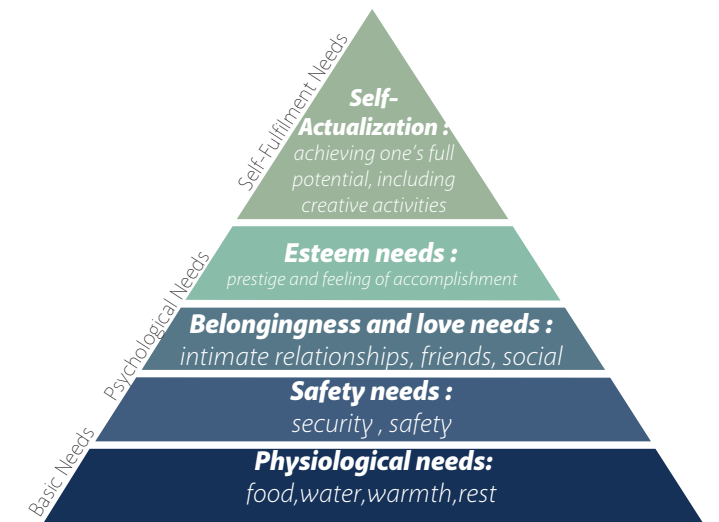 Self-Fulfilment Needs
Self-
Actualization :
achieving one's full
potential, including
creative activities
Psychological Needs
Esteem needs :
prestige and feeling of accomplishment
Belongingness and love needs :
intimate relationships, friends, social
Basic Needs
Safety needs :
security , safety
Physiological needs:
food,water,warmth,rest